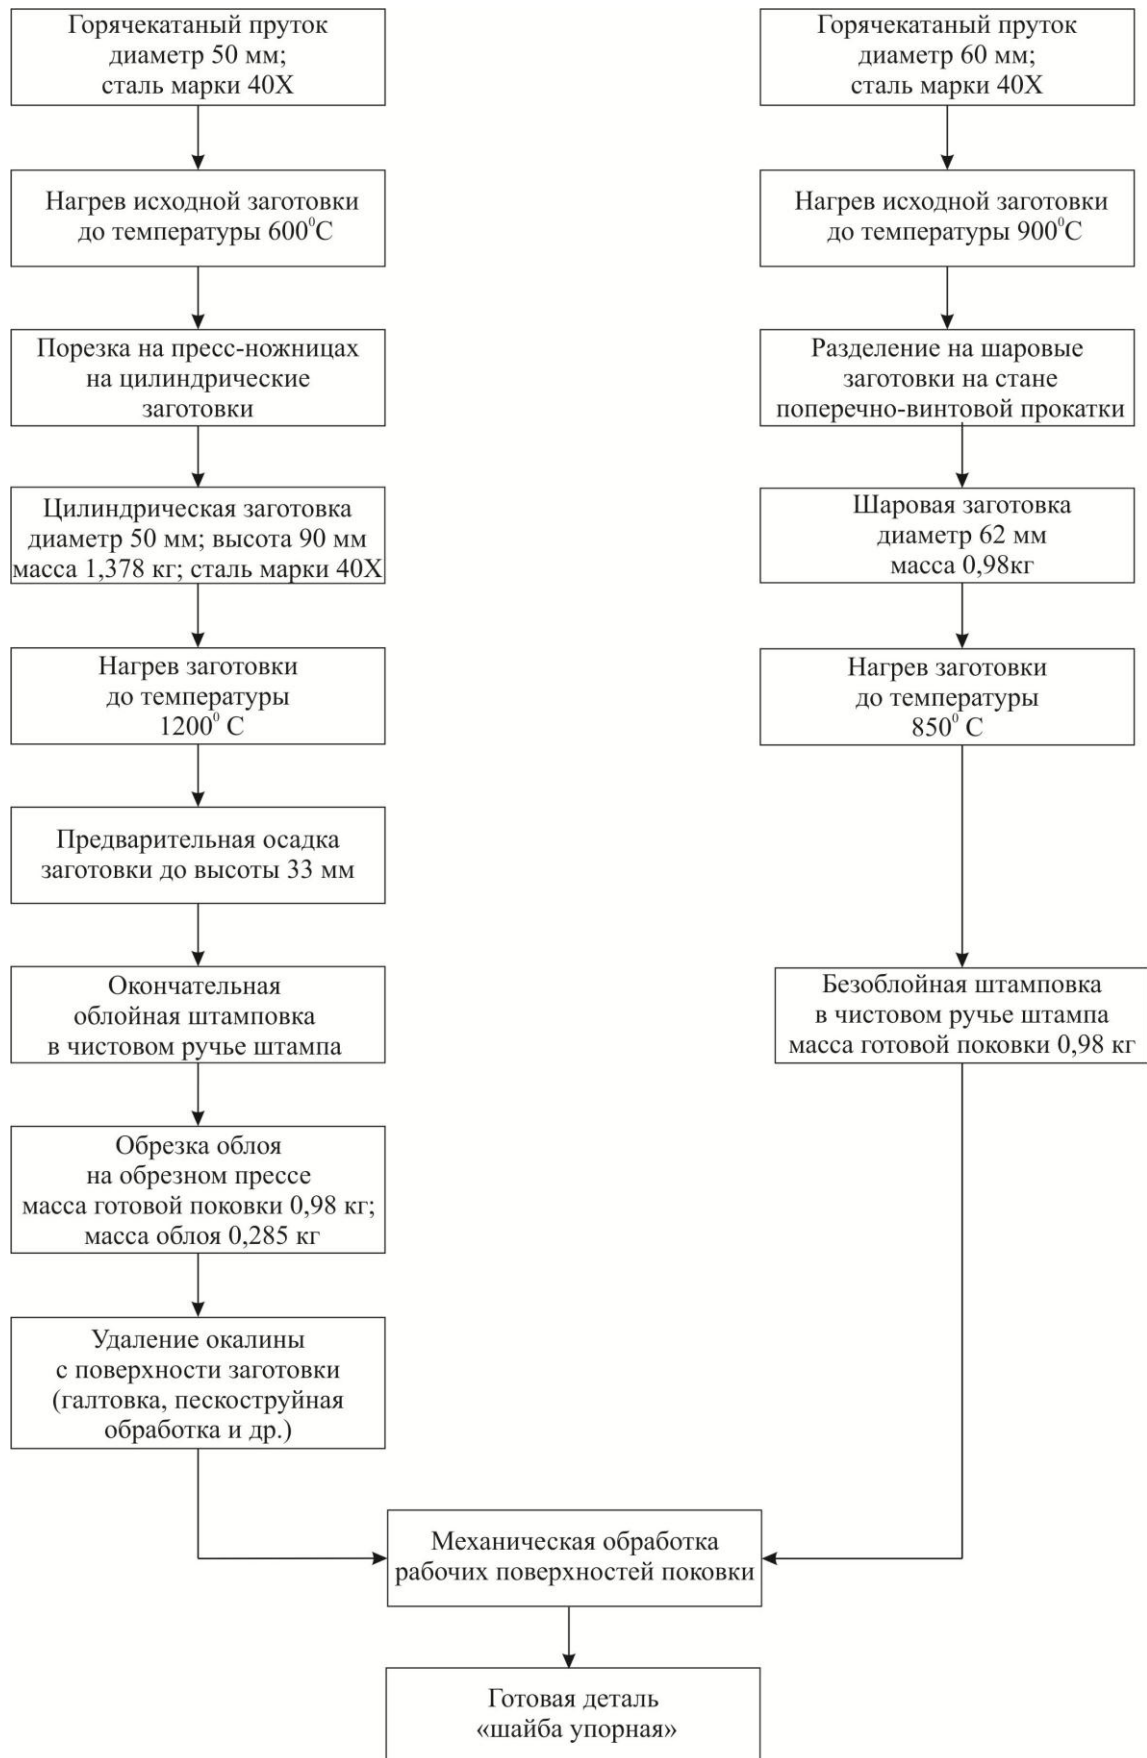 Горячекатаный пруток
диаметр 50 мм;
сталь марки 40Х
Нагрев исходной заготовки
до температуры 600⁰С
Порезка на пресс-ножницах
на цилиндрические
заготовки
Цилиндрическая заготовка
диаметр 50 мм; высота 90 мм
масса 1,378 кг; сталь марки 40Х
Нагрев заготовки
до температуры
1200⁰ С
Предварительная осадка
заготовки до высоты 33 мм
Окончательная
облойная штамповка
в чистовом ручье штампа
Обрезка облоя
на обрезном прессе
масса готовой поковки 0,98 кг;
масса облоя 0,285 кг
Удаление окалины
с поверхности заготовки
(галтовка, пескоструйная
обработка и др.)
Горячекатаный пруток
диаметр 60 мм;
сталь марки 40Х
Нагрев исходной заготовки
до температуры 900⁰С
Разделение на шаровые
заготовки на стане
поперечно-винтовой прокатки
Шаровая заготовка
диаметр 62 мм
масса 0,98кг
Нагрев заготовки
до температуры
850⁰ С
Безоблойная штамповка
в чистовом ручье штампа
масса готовой поковки 0,98 кг
Механическая обработка
рабочих поверхностей поковки
Готовая деталь
«шайба упорная»